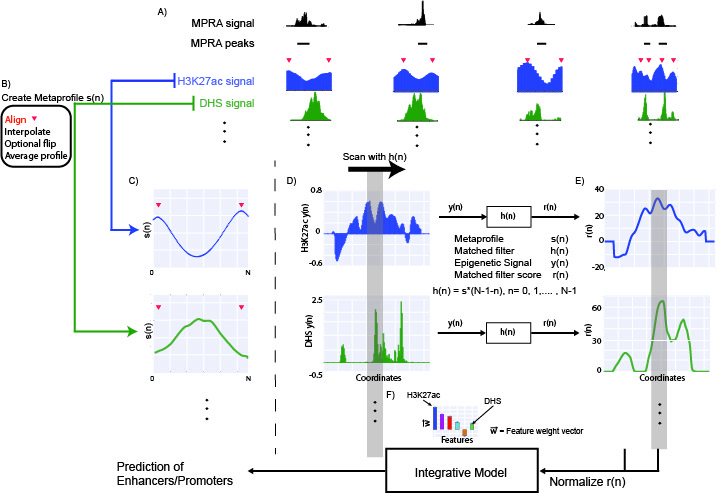 A)
MPRA signal
MPRA peaks
H3K27ac signal
DHS signal
B)
Create Metaprofile s(n)
Align
Interpolate
Optional flip
Average profile
Scan with h(n)
C)
s(n)
0
N
s(n)
0
N
D)
0.8
H3K27ac y(n)
-0.6
2.5
DHS y(n)
-0.5
Coordinates
y(n)
h(n)
r(n)
Metaprofile s(n)
Matched filter h(n)
Epigenetic Signal y(n)
Matched filter score r(n)
h(n) = s*(N-1-n), n= 0, 1,.... , N-1
y(n)
h(n)
r(n)
E)
40
20
0
-20
r(n)
60
30
0
r(n)
Coordinates
F)
H3K27ac
DHS
w
Features
w = Feature weight vector
Integrative Model
Normalize r(n)
Prediction of
Enhancers/Promoters